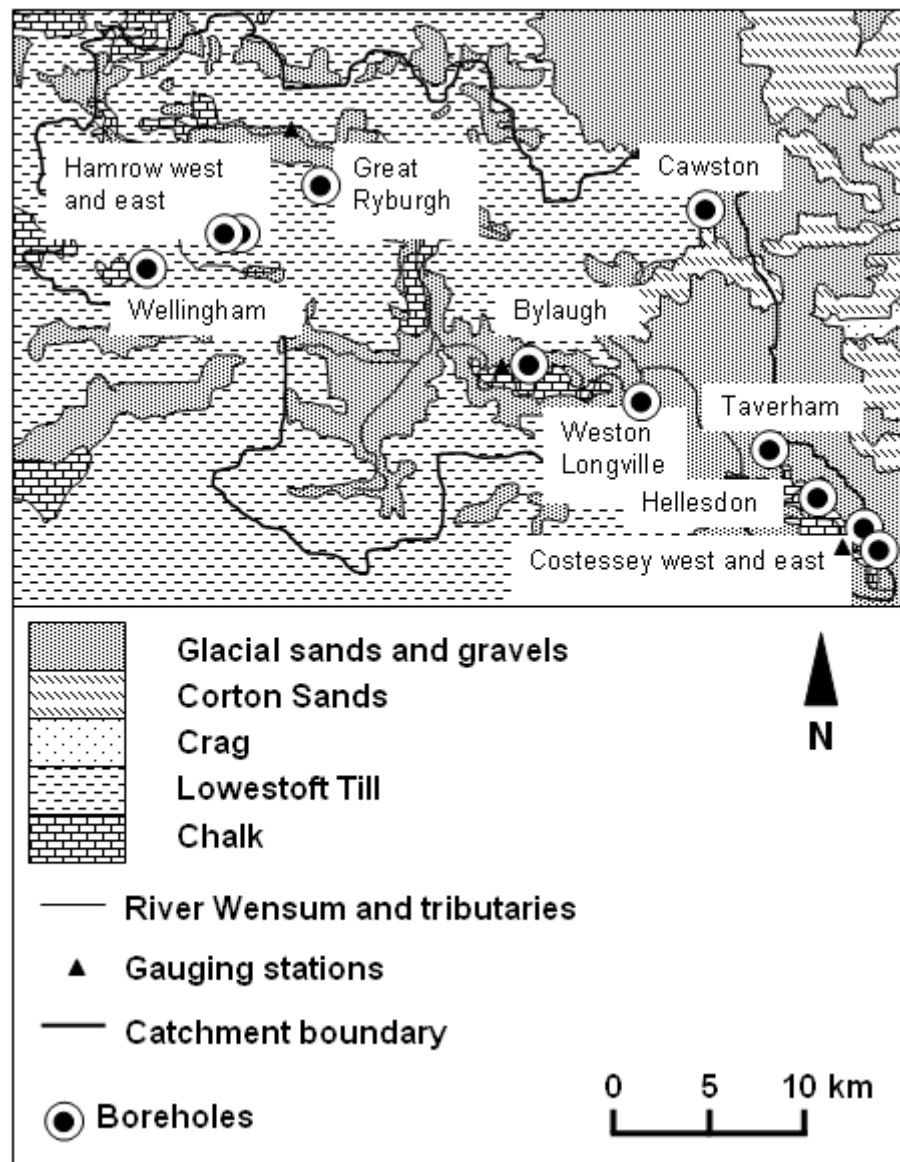 Hamrow west
and east
Great
Ryburgh
Cawston
Wellingham
Bylaugh
Taverham
Weston
Longville
Hellesdon
Costessey west and east
Glacial sands and gravels
Corton Sands
Crag
Lowestoft Till
Chalk
N
River Wensum and tributaries
Gauging stations
Catchment boundary
0 5 10 km
Boreholes